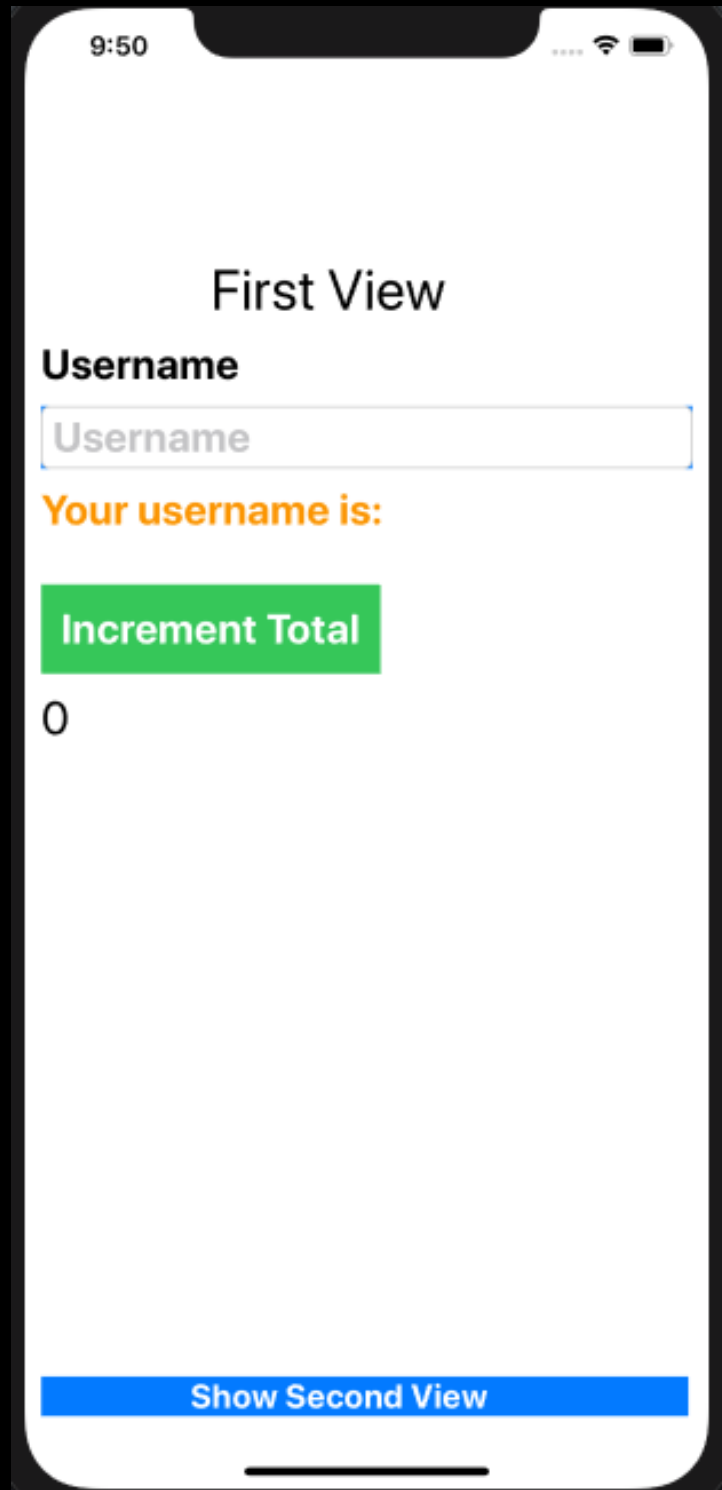 9:50
First View
Username
Username
Your username is:
Increment Total
0
Show Second View